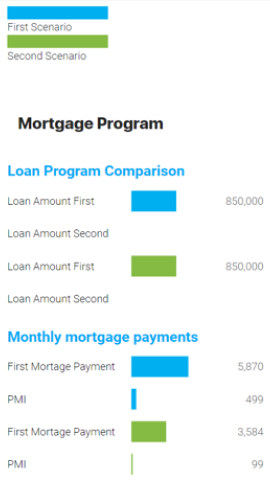 First Scenario
Second Scenario
Mortgage Program
Loan Program Comparison
Loan Amount First 850,000
Loan Amount Second
Loan Amount First 850,000
Loan Amount Second
Monthly mortgage payments
First Mortage Payment 5,870
PMI 499
First Mortage Payment 3,584
PMI 99